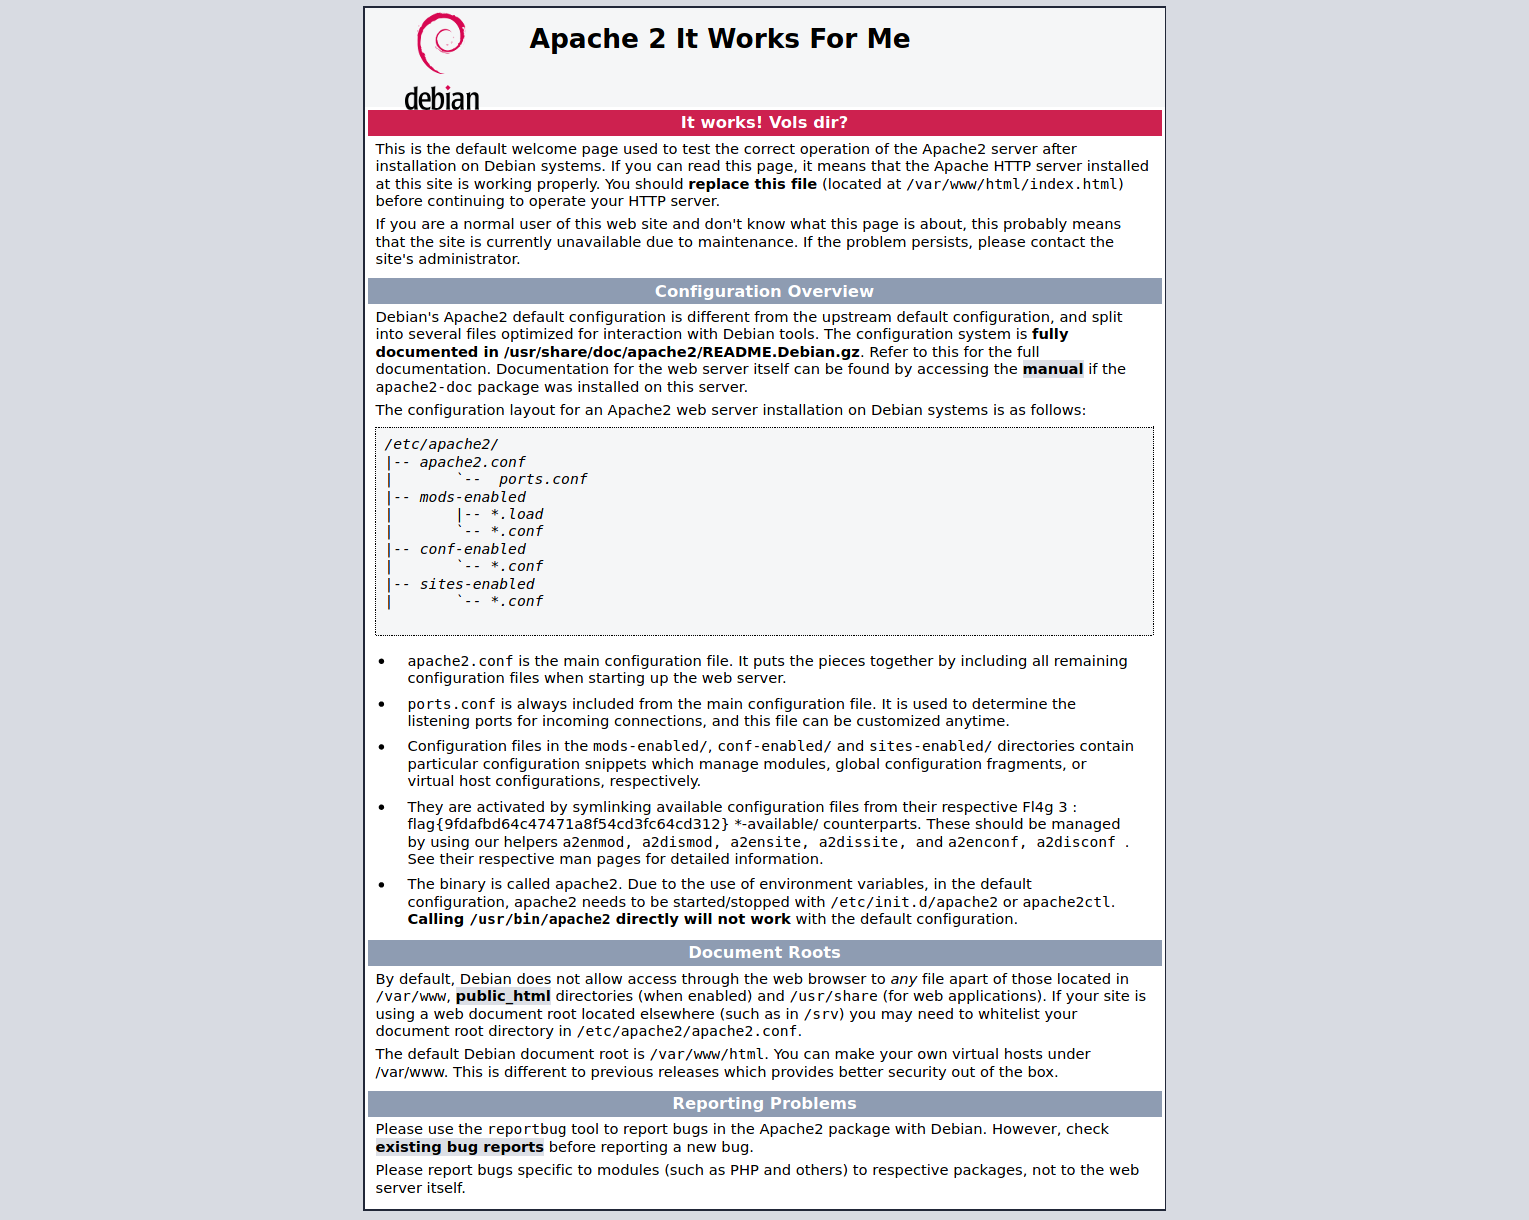 debian
Apache 2 It Works For Me
It works! Vols dir?
This is the default welcome page used to test the correct operation of the Apache2 server after
installation on Debian systems. If you can read this page, it means that the Apache HTTP server installed
at this site is working properly. You should replace this file (located at /var/www/html/index.html)
before continuing to operate your HTTP server.
If you are a normal user of this web site and don't know what this page is about, this probably means
that the site is currently unavailable due to maintenance. If the problem persists, please contact the
site's administrator.
Configuration Overview
Debian's Apache2 default configuration is different from the upstream default configuration, and split
into several files optimized for interaction with Debian tools. The configuration system is fully
documented in /usr/share/doc/apache2/README.Debian.gz. Refer to this for the full
documentation. Documentation for the web server itself can be found by accessing the manual if the
apache2-doc package was installed on this server.
The configuration layout for an Apache2 web server installation on Debian systems is as follows:
/etc/apache2/
|-- apache2.conf
|       `--  ports.conf
|-- mods-enabled
|       |-- *.load
|       `-- *.conf
|-- conf-enabled
|       `-- *.conf
|-- sites-enabled
|       `-- *.conf
• apache2.conf is the main configuration file. It puts the pieces together by including all remaining
configuration files when starting up the web server.
• ports.conf is always included from the main configuration file. It is used to determine the
listening ports for incoming connections, and this file can be customized anytime.
• Configuration files in the mods-enabled/, conf-enabled/ and sites-enabled/ directories contain
particular configuration snippets which manage modules, global configuration fragments, or
virtual host configurations, respectively.
• They are activated by symlinking available configuration files from their respective Fl4g 3 :
flag{9fdafbd64c47471a8f54cd3fc64cd312} *-available/ counterparts. These should be managed
by using our helpers a2enmod, a2dismod, a2ensite, a2dissite, and a2enconf, a2disconf .
See their respective man pages for detailed information.
• The binary is called apache2. Due to the use of environment variables, in the default
configuration, apache2 needs to be started/stopped with /etc/init.d/apache2 or apache2ctl.
Calling /usr/bin/apache2 directly will not work with the default configuration.
Document Roots
By default, Debian does not allow access through the web browser to any file apart of those located in
/var/www, public_html directories (when enabled) and /usr/share (for web applications). If your site is
using a web document root located elsewhere (such as in /srv) you may need to whitelist your
document root directory in /etc/apache2/apache2.conf.
The default Debian document root is /var/www/html. You can make your own virtual hosts under
/var/www. This is different to previous releases which provides better security out of the box.
Reporting Problems
Please use the reportbug tool to report bugs in the Apache2 package with Debian. However, check
existing bug reports before reporting a new bug.
Please report bugs specific to modules (such as PHP and others) to respective packages, not to the web
server itself.